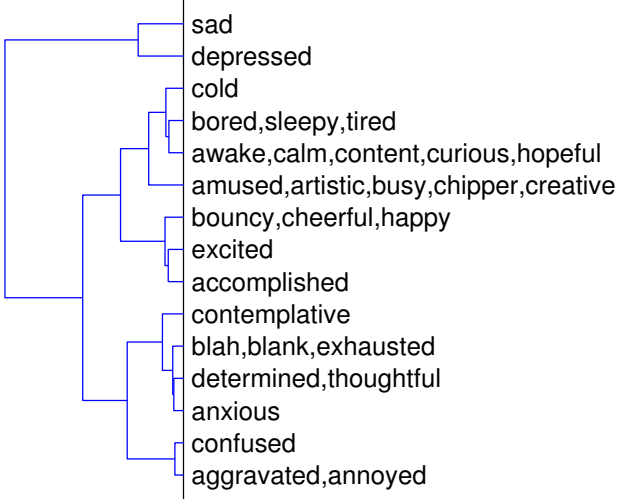 sad
depressed
cold
bored,sleepy,tired
awake,calm,content,curious,hopeful
amused,artistic,busy,chipper,creative
bouncy,cheerful,happy
excited
accomplished
contemplative
blah,blank,exhausted
determined,thoughtful
anxious
confused
aggravated,annoyed